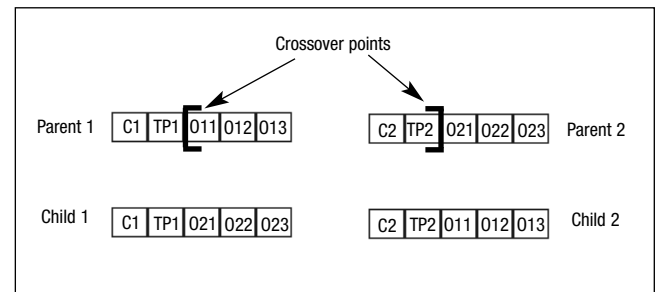 Crossover points
Parent 1 C1 TP1 011 012 013 C2 TP2 021 022 023 Parent 2
Child 1 C1 TP1 021 022 023 C2 TP2 011 012 013 Child 2